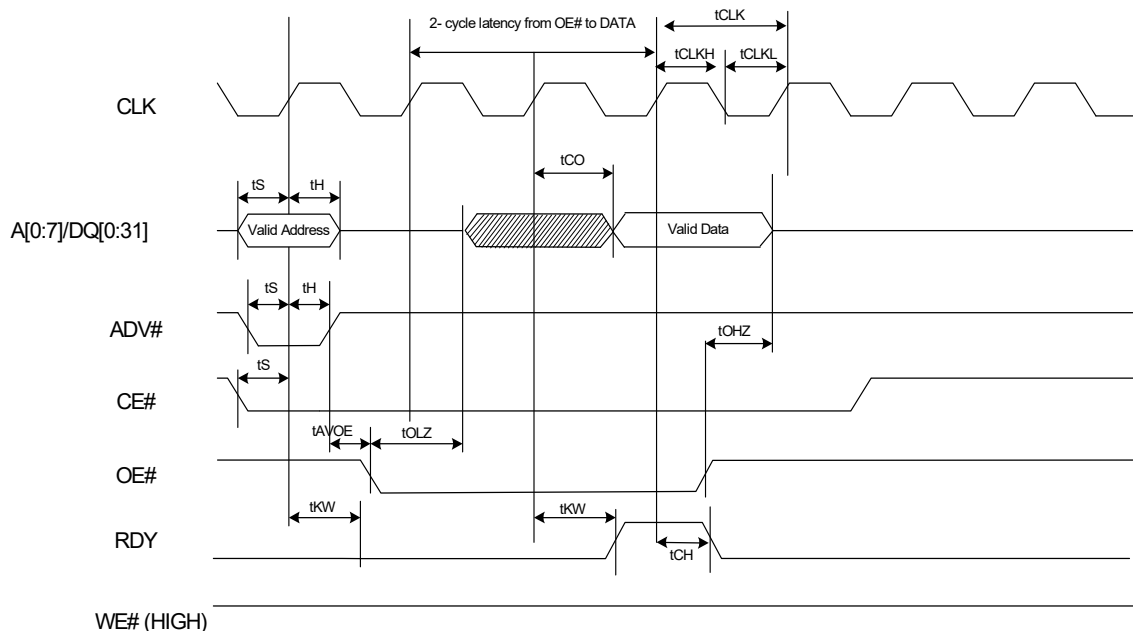 2- cycle latency from OE# to DATA
tCLK
tCLKH
tCLKL
CLK
tCO
tS
tH
A[0:7]/DQ[0:31]
Valid Address
Valid Data
tS
tH
ADV#
tOHZ
tS
CE#
tAVOE
tOLZ
OE#
tKW
tKW
RDY
tCH
WE# (HIGH)